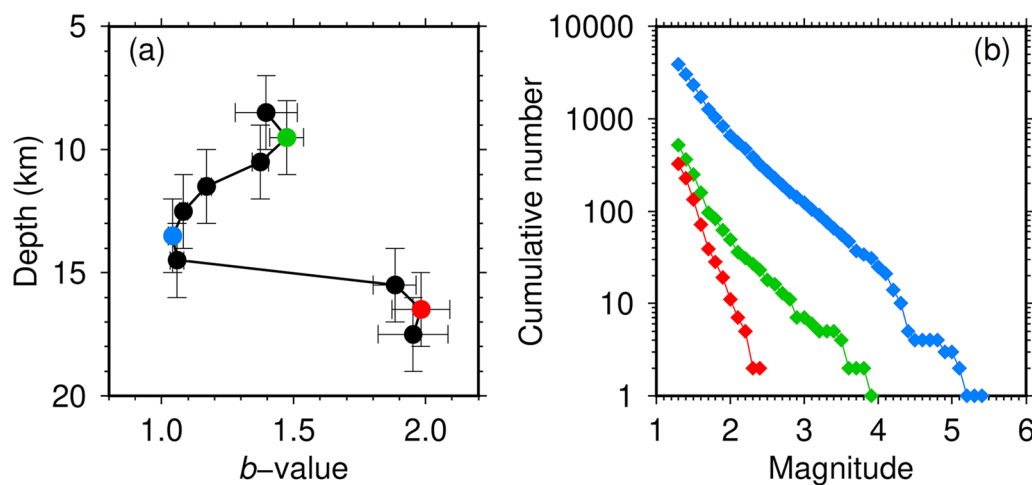 (a)
5
10
15
20
Depth (km)
1.0 1.5 2.0
b–value
(b)
10000
1000
100
10
1
Cumulative number
1 2 3 4 5 6
Magnitude